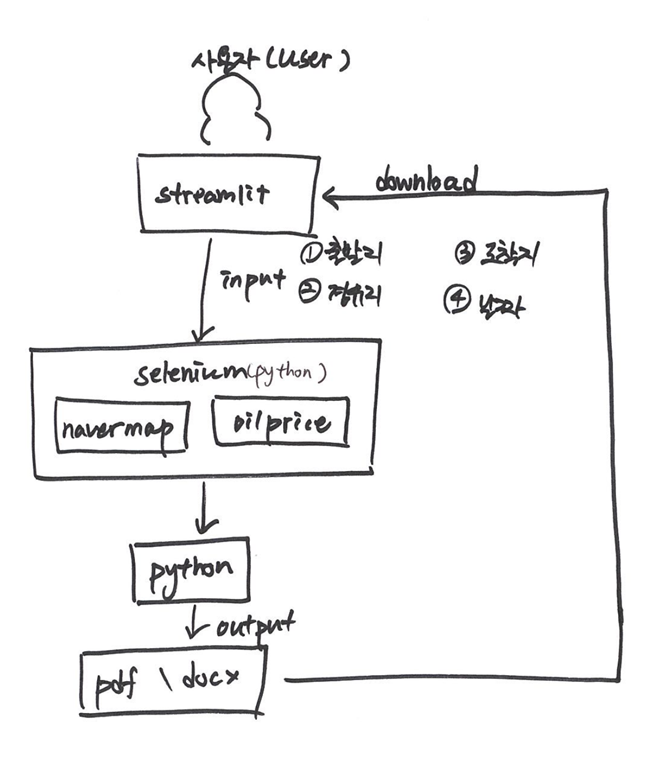 사용자 (user)
streamlit
download
input
① 출발지
③ 도착지
② 경유지
④ 날짜
selenium(python)
navermap
oilprice
python
output
pdf \ docx